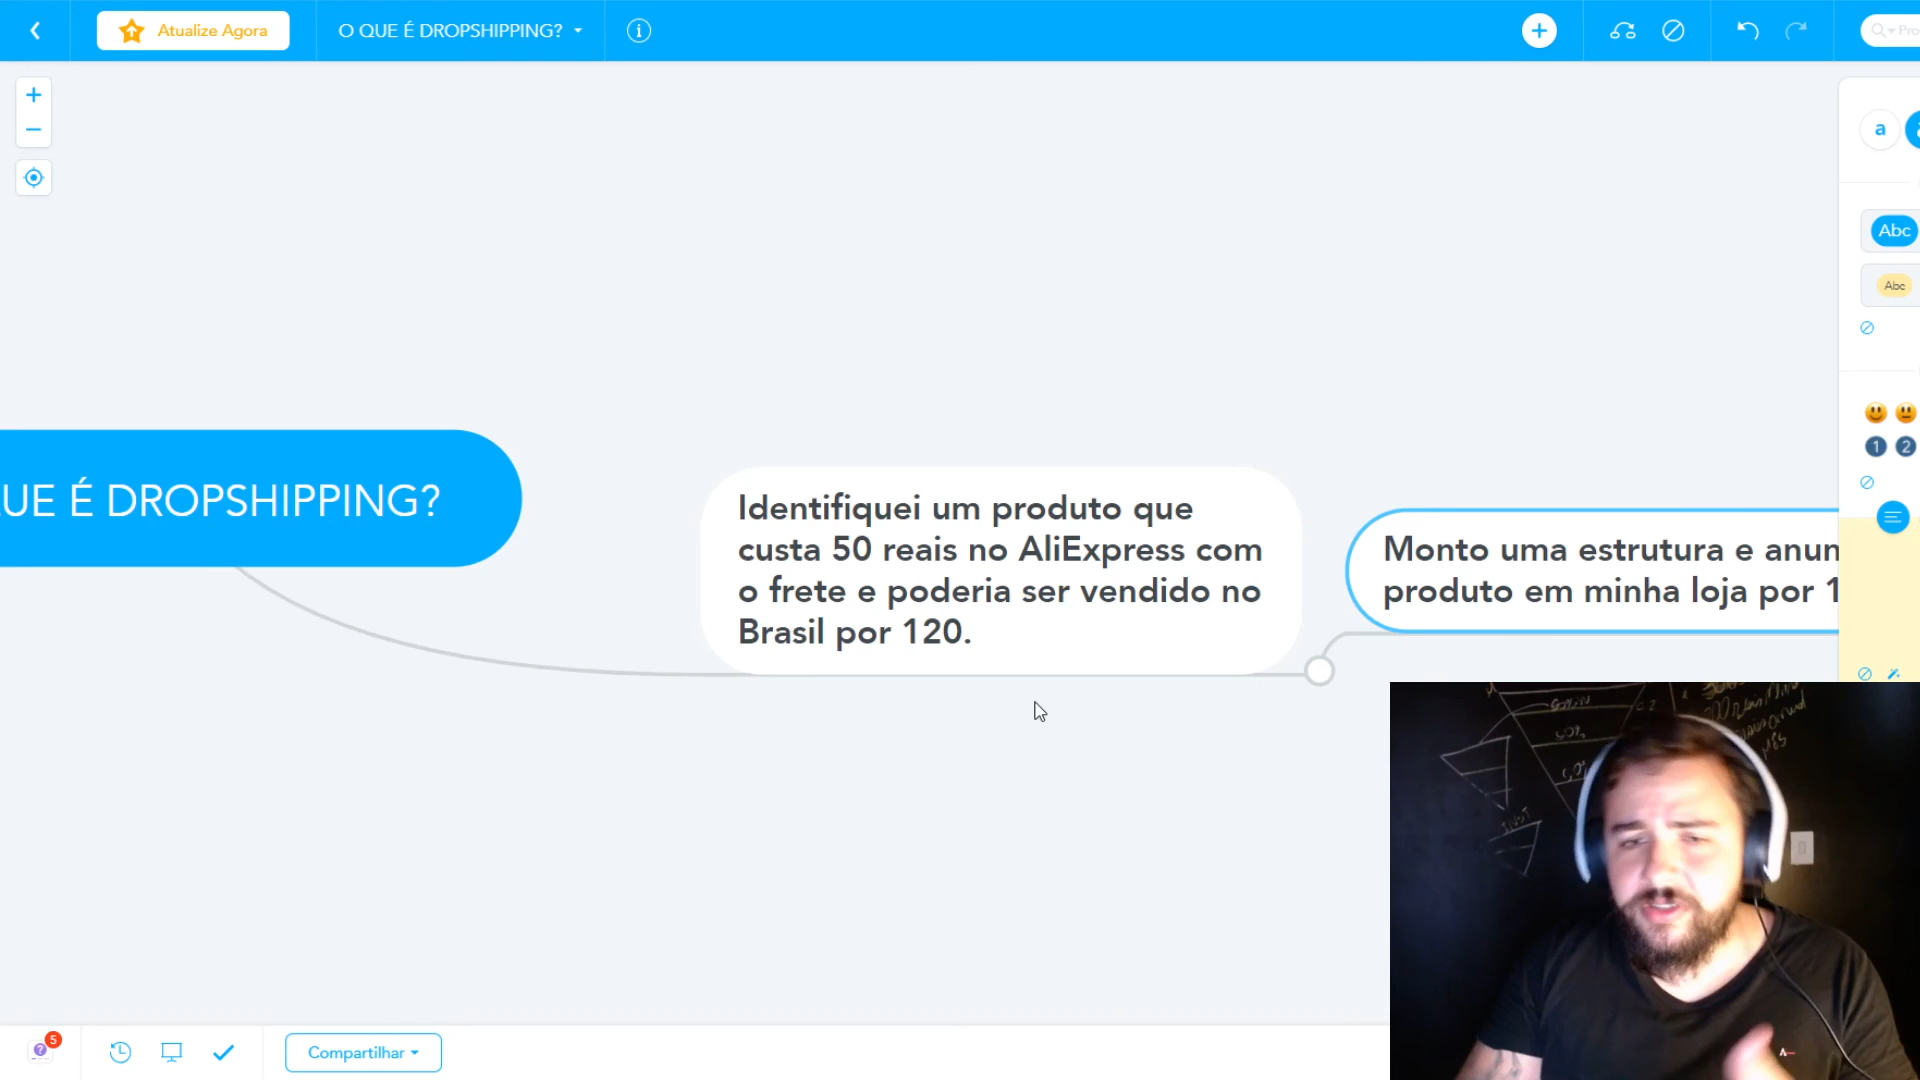 Atualize Agora
O QUE É DROPSHIPPING?
a
Abc
Abc
1 2
UE É DROPSHIPPING?
Identifiquei um produto que
custa 50 reais no AliExpress com
o frete e poderia ser vendido no
Brasil por 120.
Monto uma estrutura e anun
produto em minha loja por 1
5
?
Compartilhar